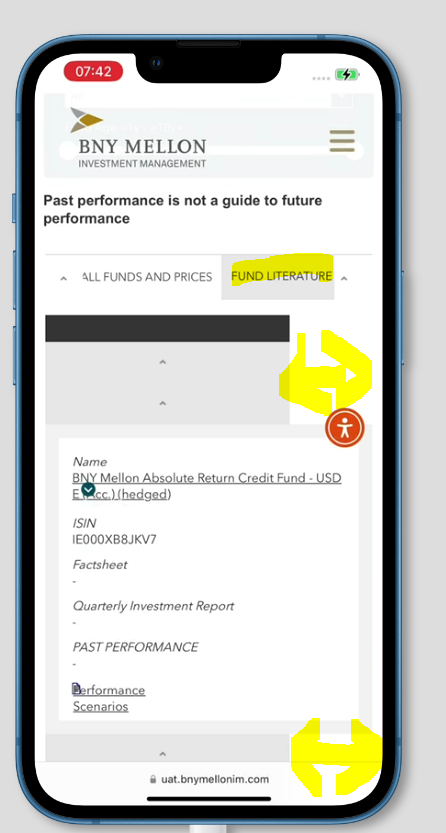 07:42
BNY MELLON
INVESTMENT MANAGEMENT
Past performance is not a guide to future
performance
ALL FUNDS AND PRICES FUND LITERATURE
Name
BNY Mellon Absolute Return Credit Fund - USD
E (Acc.) (hedged)
ISIN
IE000XB8JKV7
Factsheet
-
Quarterly Investment Report
-
PAST PERFORMANCE
-
Performance
Scenarios
uat.bnymellonim.com